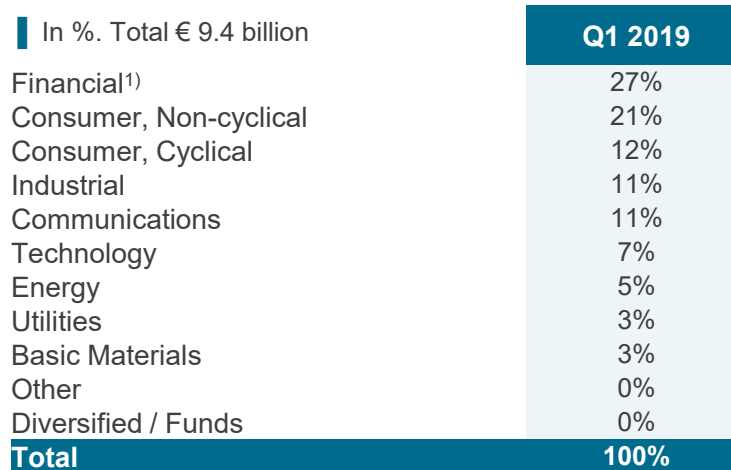 In %. Total € 9.4 billion Q1 2019
Financial1) 27%
Consumer, Non-cyclical 21%
Consumer, Cyclical 12%
Industrial 11%
Communications 11%
Technology 7%
Energy 5%
Utilities 3%
Basic Materials 3%
Other 0%
Diversified / Funds 0%
Total 100%